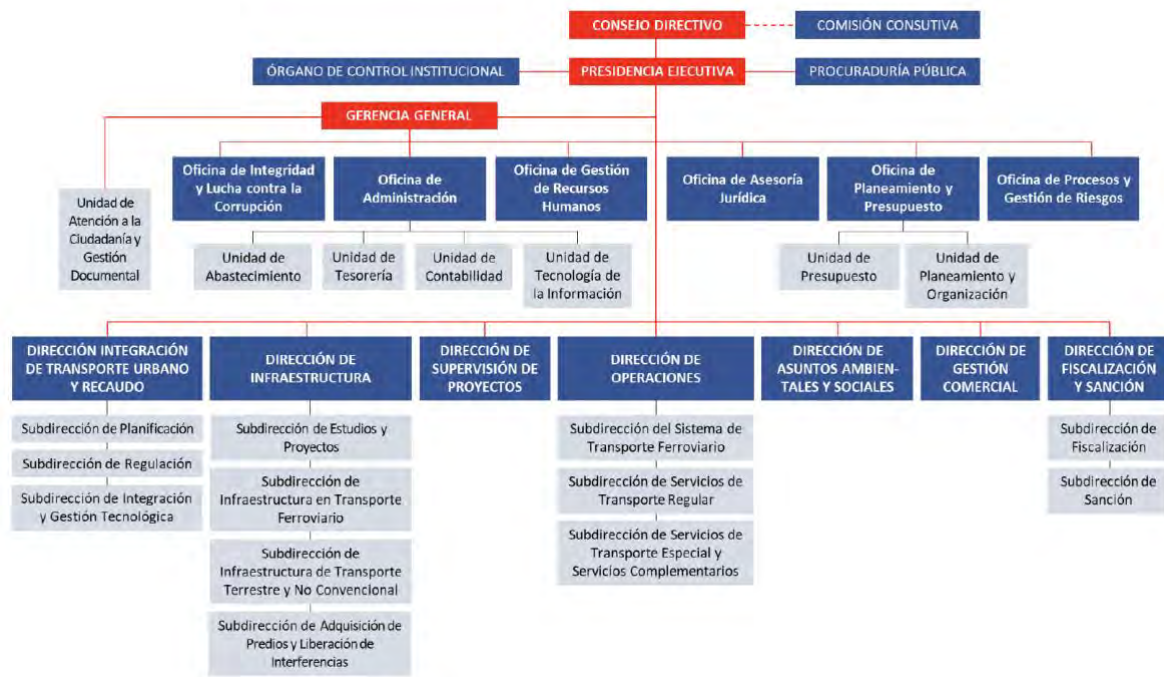 CONSEJO DIRECTIVO
COMISIÓN CONSUTIVA
ÓRGANO DE CONTROL INSTITUCIONAL
PRESIDENCIA EJECUTIVA
PROCURADURÍA PÚBLICA
GERENCIA GENERAL
Unidad de
Atención a la
Ciudadanía y
Gestión
Documental
Oficina de Integridad
y Lucha contra la
Corrupción
Oficina de
Administración
Oficina de Gestión
de Recursos
Humanos
Oficina de Asesoría
Jurídica
Oficina de
Planeamiento y
Presupuesto
Oficina de Procesos y
Gestión de Riesgos
Unidad de
Abastecimiento
Unidad de
Tesorería
Unidad de
Contabilidad
Unidad de
Tecnología de
la Información
Unidad de
Presupuesto
Unidad de
Planeamiento y
Organización
DIRECCIÓN INTEGRACIÓN
DE TRANSPORTE URBANO
Y RECAUDO
Subdirección de Planificación
Subdirección de Regulación
Subdirección de Integración
y Gestión Tecnológica
DIRECCIÓN DE
INFRAESTRUCTURA
Subdirección de Estudios y
Proyectos
Subdirección de
Infraestructura en Transporte
Ferroviario
Subdirección de
Infraestructura de Transporte
Terrestre y No Convencional
Subdirección de Adquisición de
Predios y Liberación de
Interferencias
DIRECCIÓN DE
SUPERVISIÓN DE
PROYECTOS
DIRECCIÓN DE
OPERACIONES
Subdirección del Sistema de
Transporte Ferroviario
Subdirección de Servicios de
Transporte Regular
Subdirección de Servicios de
Transporte Especial y
Servicios Complementarios
DIRECCIÓN DE
ASUNTOS AMBIEN-
TALES Y SOCIALES
DIRECCIÓN DE
GESTIÓN
COMERCIAL
DIRECCIÓN DE
FISCALIZACIÓN
Y SANCIÓN
Subdirección de
Fiscalización
Subdirección de
Sanción